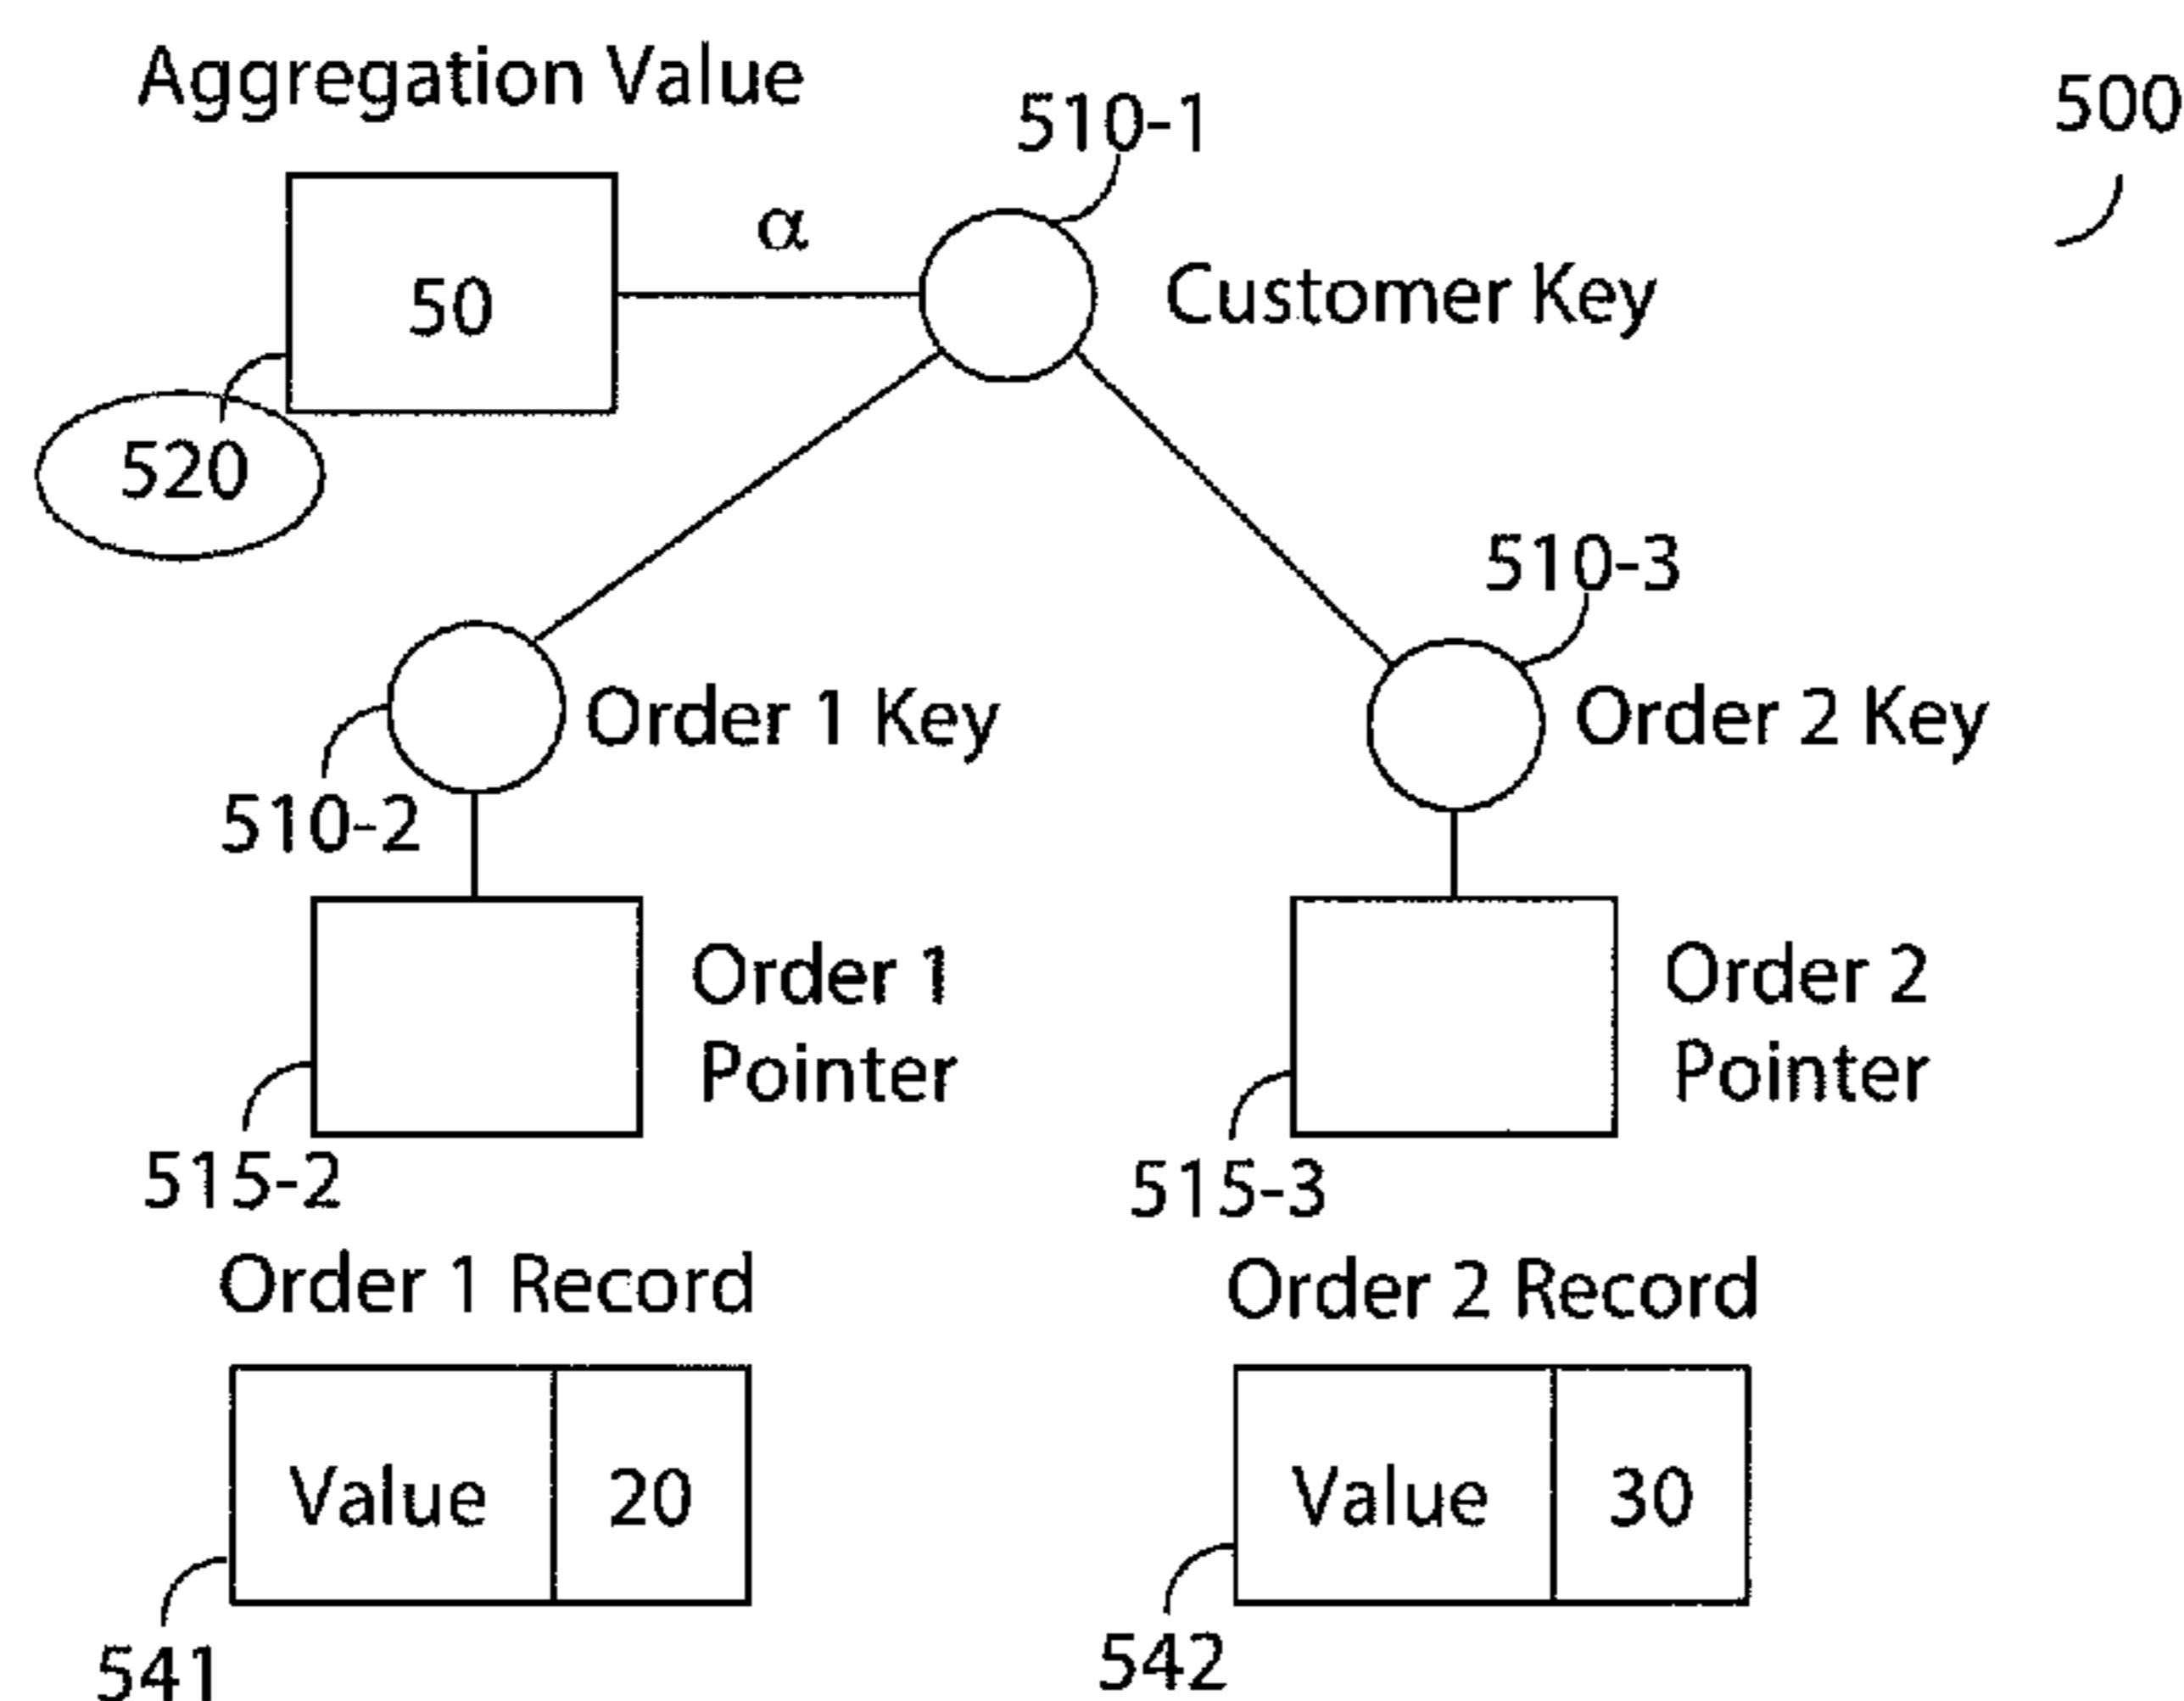 Aggregation Value
510-1
500
α
50
Customer Key
520
510-3
Order 1 Key
Order 2 Key
510-2
Order 1
Pointer
Order 2
Pointer
515-2
515-3
Order 1 Record
Order 2 Record
Value 20
Value 30
541
542